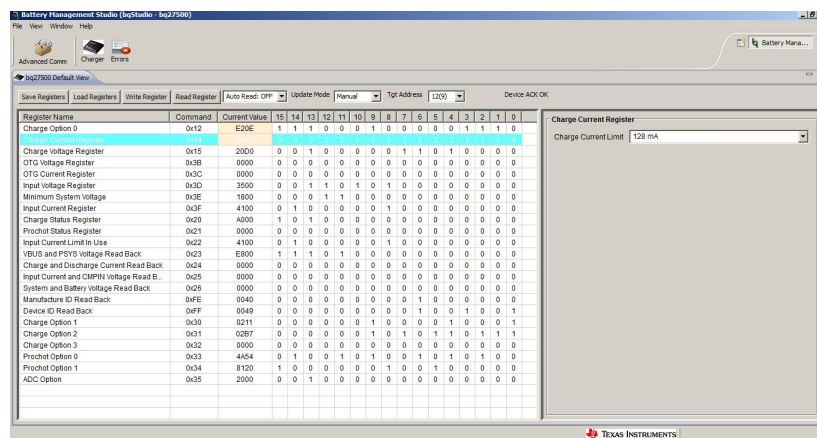 Battery Management Studio (bqStudio - bq27500)
File View Window Help
Advanced Comm Charger Errors Battery Mana...
bq27500 Default View
Save Registers Load Registers Write Register Read Register Auto Read: OFF Update Mode Manual Tgt Address 12(9) Device ACK OK
Register Name Command Current Value 15 14 13 12 11 10 9 8 7 6 5 4 3 2 1 0
Charge Option 0 0x12 E20E 1 1 1 0 0 0 1 0 0 0 0 0 1 1 1 0
Charge Current Register 0x14
Charge Voltage Register 0x15 20D0 0 0 1 0 0 0 0 0 1 1 0 1 0 0 0 0
OTG Voltage Register 0x3B 0000 0 0 0 0 0 0 0 0 0 0 0 0 0 0 0 0
OTG Current Register 0x3C 0000 0 0 0 0 0 0 0 0 0 0 0 0 0 0 0 0
Input Voltage Register 0x3D 3500 0 0 1 1 0 1 0 1 0 0 0 0 0 0 0 0
Minimum System Voltage 0x3E 1800 0 0 0 1 1 0 0 0 0 0 0 0 0 0 0 0
Input Current Register 0x3F 4100 0 1 0 0 0 0 0 1 0 0 0 0 0 0 0 0
Charge Status Register 0x20 A000 1 0 1 0 0 0 0 0 0 0 0 0 0 0 0 0
Prochot Status Register 0x21 0000 0 0 0 0 0 0 0 0 0 0 0 0 0 0 0 0
Input Current Limit In Use 0x22 4100 0 1 0 0 0 0 0 1 0 0 0 0 0 0 0 0
VBUS and PSYS Voltage Read Back 0x23 E800 1 1 1 0 1 0 0 0 0 0 0 0 0 0 0 0
Charge and Discharge Current Read Back 0x24 0000 0 0 0 0 0 0 0 0 0 0 0 0 0 0 0 0
Input Current and CMPIN Voltage Read B... 0x25 0000 0 0 0 0 0 0 0 0 0 0 0 0 0 0 0 0
System and Battery Voltage Read Back 0x26 0000 0 0 0 0 0 0 0 0 0 0 0 0 0 0 0 0
Manufacture ID Read Back 0xFE 0040 0 0 0 0 0 0 0 0 0 1 0 0 0 0 0 0
Device ID Read Back 0xFF 0049 0 0 0 0 0 0 0 0 0 1 0 0 1 0 0 1
Charge Option 1 0x30 0211 0 0 0 0 0 0 1 0 0 0 0 1 0 0 0 1
Charge Option 2 0x31 02B7 0 0 0 0 0 0 1 0 1 0 1 1 0 1 1 1
Charge Option 3 0x32 0000 0 0 0 0 0 0 0 0 0 0 0 0 0 0 0 0
Prochot Option 0 0x33 4A54 0 1 0 0 1 0 1 0 0 1 0 1 0 1 0 0
Prochot Option 1 0x34 8120 1 0 0 0 0 0 0 1 0 0 1 0 0 0 0 0
ADC Option 0x35 2000 0 0 1 0 0 0 0 0 0 0 0 0 0 0 0 0
Charge Current Register
Charge Current Limit 128 mA
TEXAS INSTRUMENTS